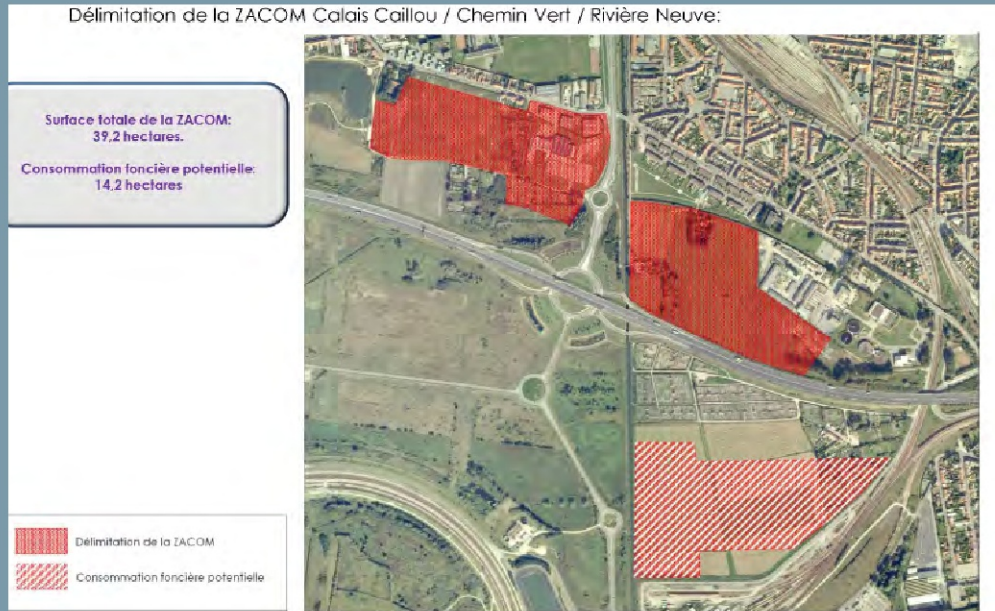 Délimitation de la ZACOM Calais Caillou / Chemin Vert / Rivière Neuve:
Surface totale de la ZACOM:
39,2 hectares.
Consommation foncière potentielle:
14,2 hectares
Délimitation de la ZACOM
Consommation foncière potentielle